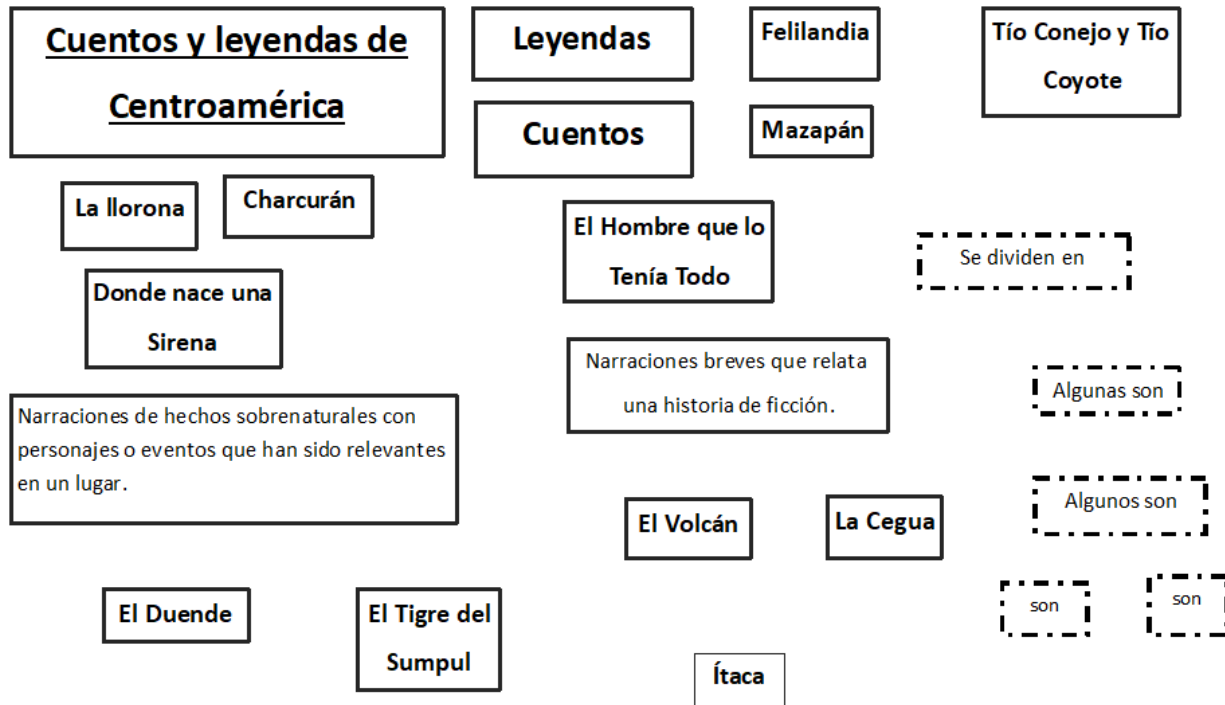 Cuentos y leyendas de
Centroamérica
Leyendas
Cuentos
Felilandia
Mazapán
Tío Conejo y Tío
Coyote
La llorona
Charcurán
El Hombre que lo
Tenía Todo
Se dividen en
Donde nace una
Sirena
Narraciones breves que relata
una historia de ficción.
Algunas son
Narraciones de hechos sobrenaturales con
personajes o eventos que han sido relevantes
en un lugar.
El Volcán
La Cegua
Algunos son
El Duende
El Tigre del
Sumpul
son
son
Ítaca